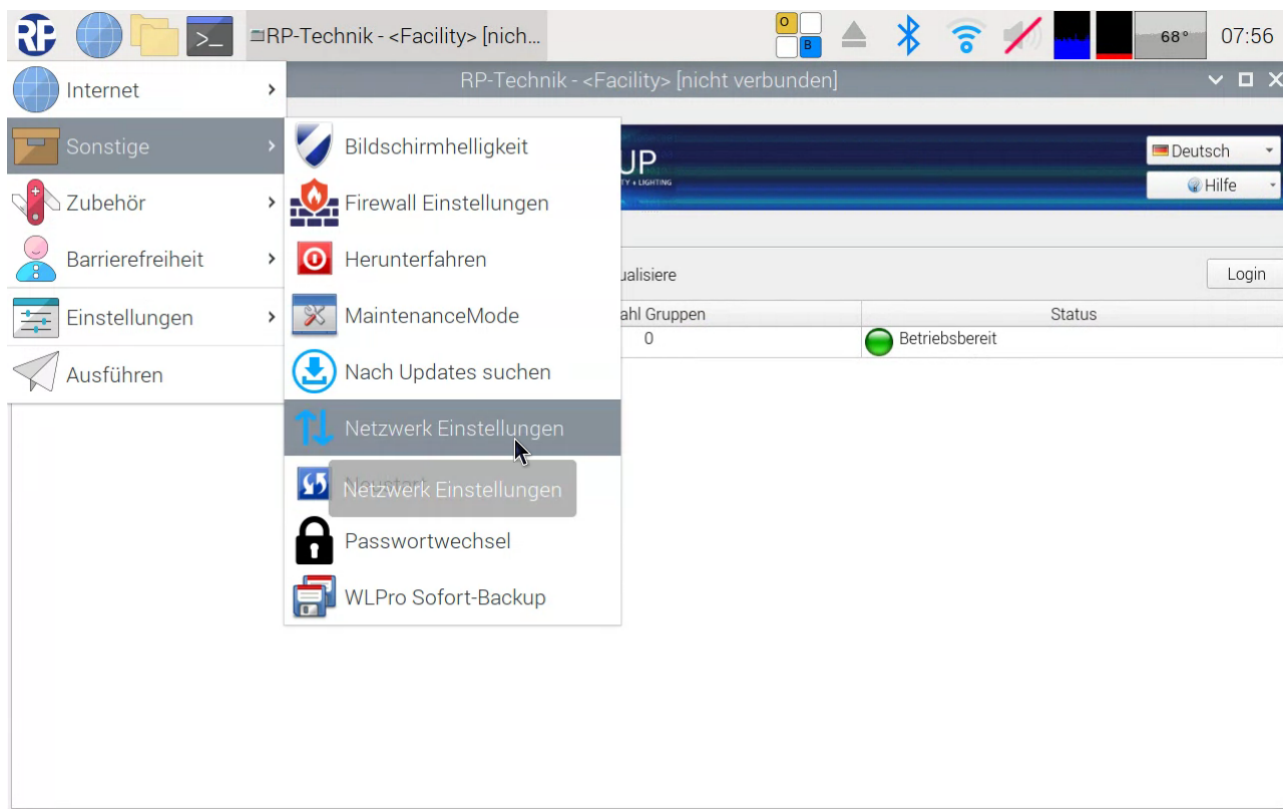 >_
RP-Technik - <Facility> [nich...
O
B
68°
07:56
RP-Technik - <Facility> [nicht verbunden]
Internet
Sonstige
Zubehör
Barrierefreiheit
Einstellungen
Ausführen
Bildschirmhelligkeit
Firewall Einstellungen
Herunterfahren
MaintenanceMode
Nach Updates suchen
Netzwerk Einstellungen
Netzwerk Einstellungen
Passwortwechsel
WLPro Sofort-Backup
UP
LIGHTING
Deutsch
Hilfe
ualisiere
Login
ahl Gruppen
Status
0
Betriebsbereit